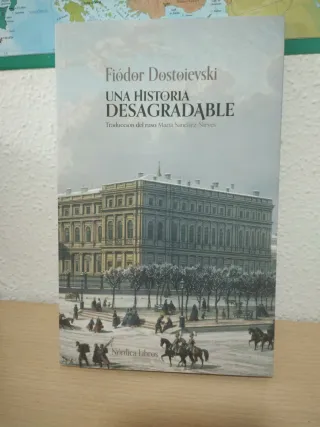 Fiódor Dostoievski
UNA HISTORIA
DESAGRADABLE
Traducción del ruso, Marta Sánchez-Nieves
Nórdica Libros